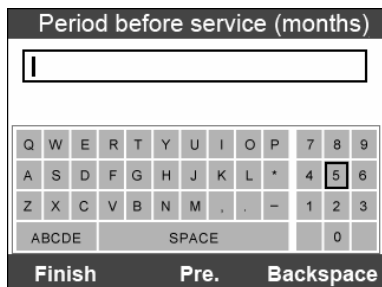 Period before service (months)
Q W E R T Y U I O P 7 8 9
A S D F G H J K L * 4 5 6
Z X C V B N M , . - 1 2 3
ABCDE SPACE 0
Finish Pre. Backspace